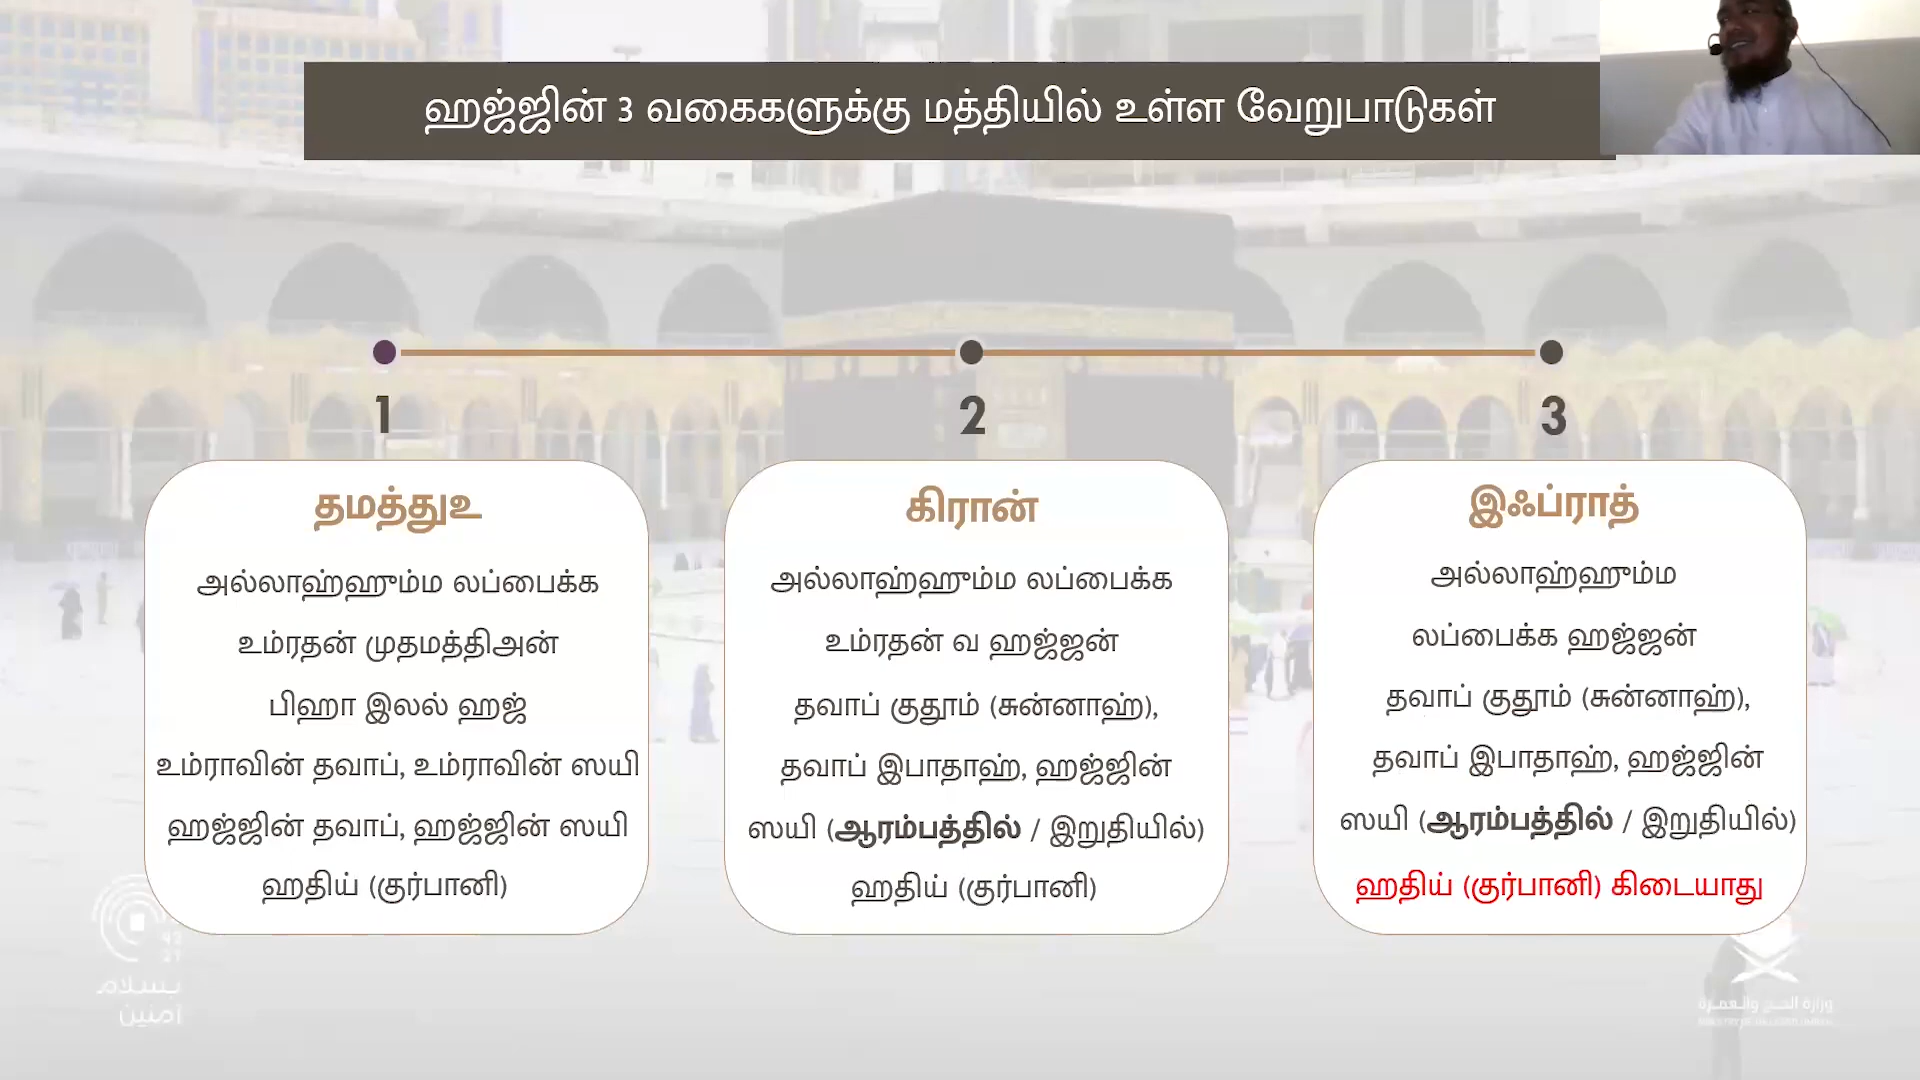 ஹஜ்ஜின் 3 வகைகளுக்கு மத்தியில் உள்ள வேறுபாடுகள்
1
தமத்துஉ
அல்லாஹ்ஹும்ம லப்பைக்க
உம்ரதன் முதமத்திஅன்
பிஹா இலல் ஹஜ்
உம்ராவின் தவாப், உம்ராவின் ஸயி
ஹஜ்ஜின் தவாப், ஹஜ்ஜின் ஸயி
ஹதிய் (குர்பானி)
2
கிரான்
அல்லாஹ்ஹும்ம லப்பைக்க
உம்ரதன் வ ஹஜ்ஜன்
தவாப் குதூம் (சுன்னாஹ்),
தவாப் இபாதாஹ், ஹஜ்ஜின்
ஸயி (ஆரம்பத்தில் / இறுதியில்)
ஹதிய் (குர்பானி)
3
இஃப்ராத்
அல்லாஹ்ஹும்ம
லப்பைக்க ஹஜ்ஜன்
தவாப் குதூம் (சுன்னாஹ்),
தவாப் இபாதாஹ், ஹஜ்ஜின்
ஸயி (ஆரம்பத்தில் / இறுதியில்)
ஹதிய் (குர்பானி) கிடையாது
بسلام
آمنين
وزارة الحج والعمرة